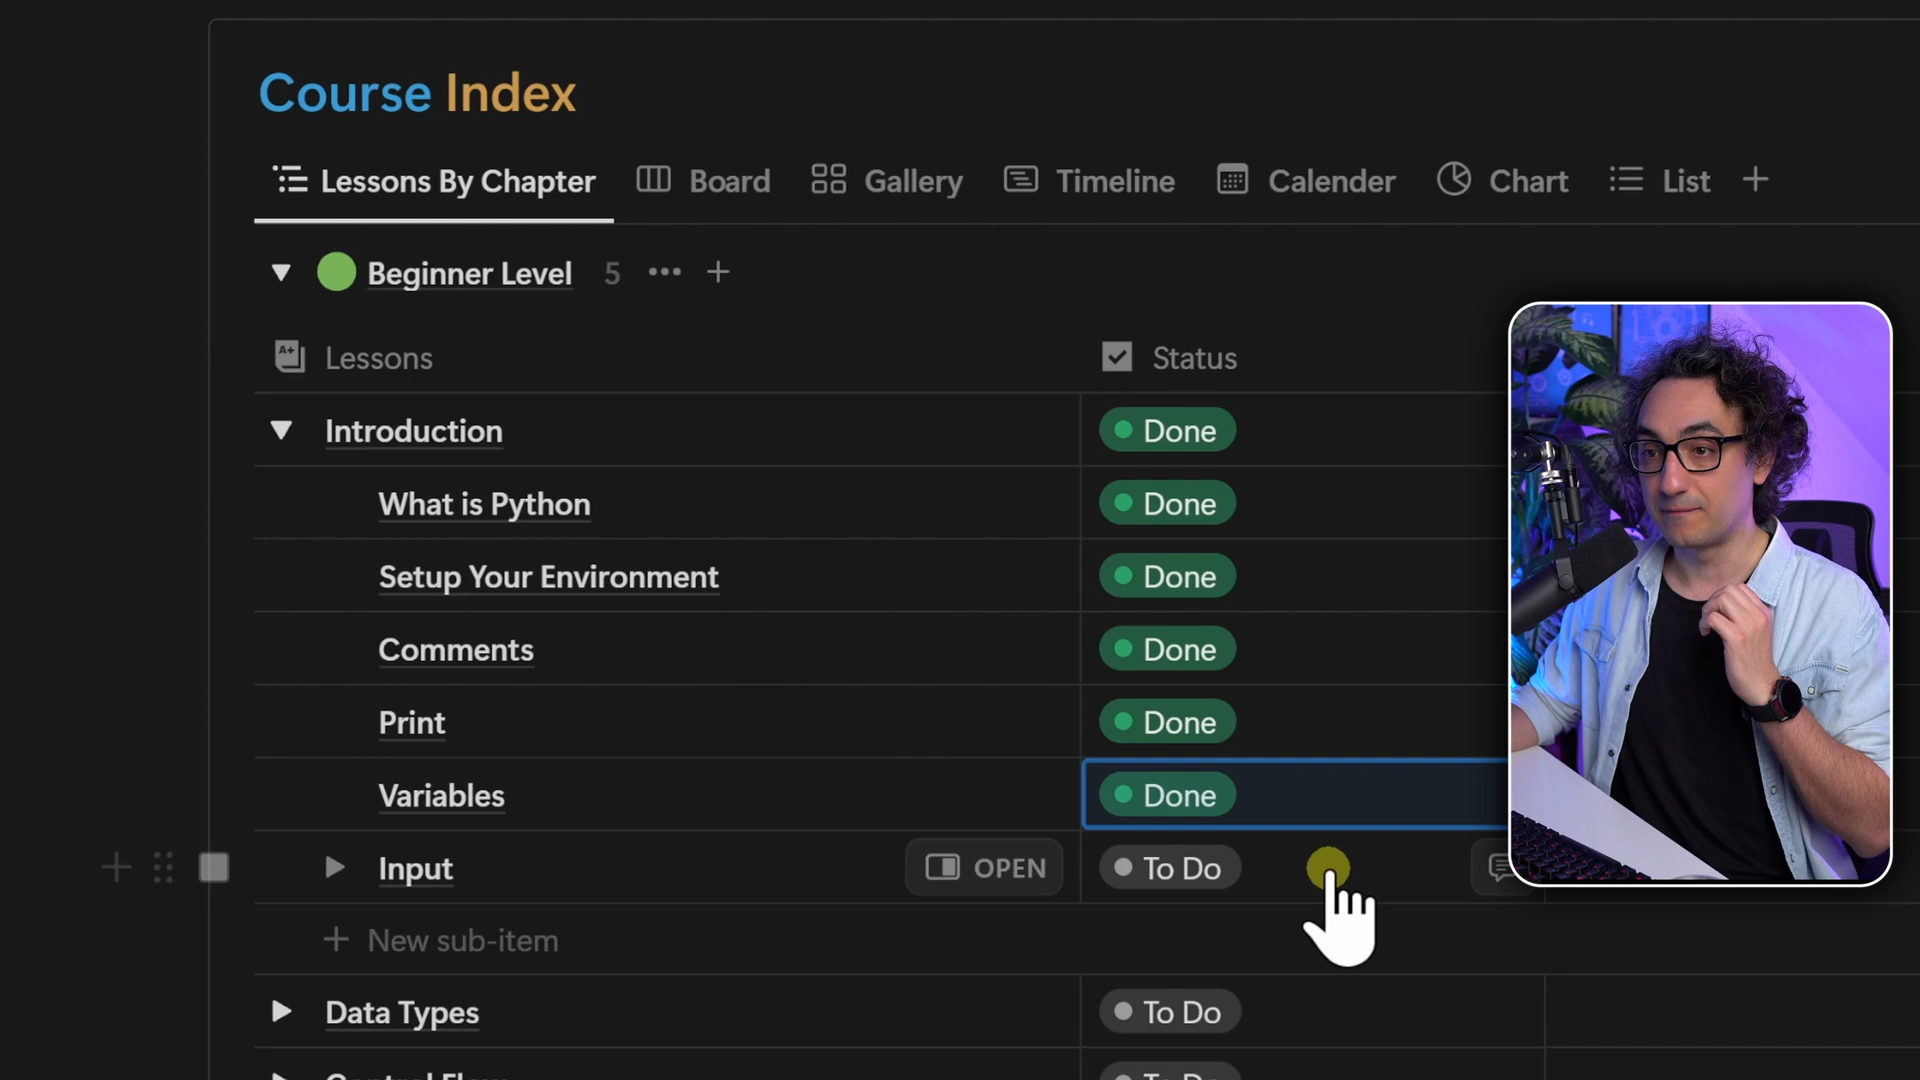 Course Index
Lessons By Chapter Board Gallery Timeline Calender Chart List
Beginner Level 5
A+ Lessons Status
Introduction Done
What is Python Done
Setup Your Environment Done
Comments Done
Print Done
Variables Done
Input OPEN To Do
New sub-item
Data Types To Do